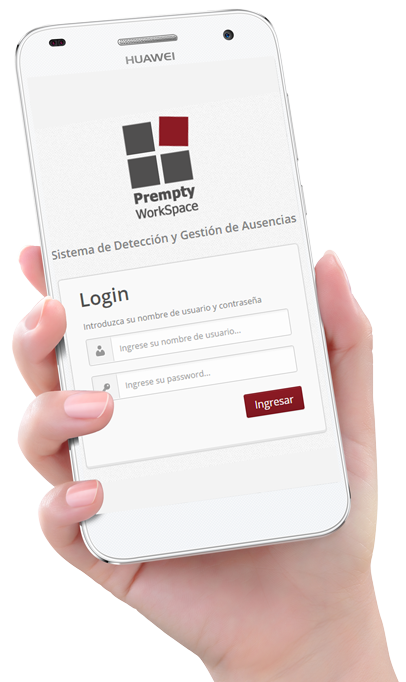 HUAWEI
Prempty
WorkSpace
Sistema de Detección y Gestión de Ausencias
Login
Introduzca su nombre de usuario y contraseña
Ingrese su nombre de usuario...
Ingrese su password...
Ingresar